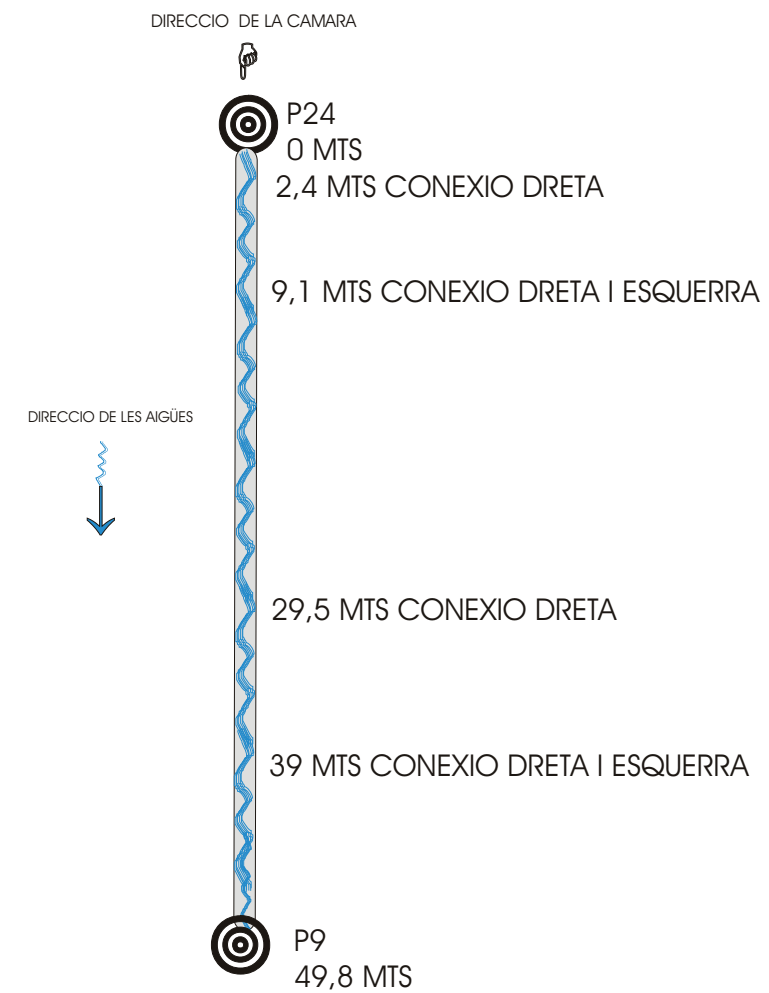 DIRECCIO DE LA CAMARA
P24
0 MTS
2,4 MTS CONEXIO DRETA
9,1 MTS CONEXIO DRETA I ESQUERRA
DIRECCIO DE LES AIGÜES
29,5 MTS CONEXIO DRETA
39 MTS CONEXIO DRETA I ESQUERRA
P9
49,8 MTS